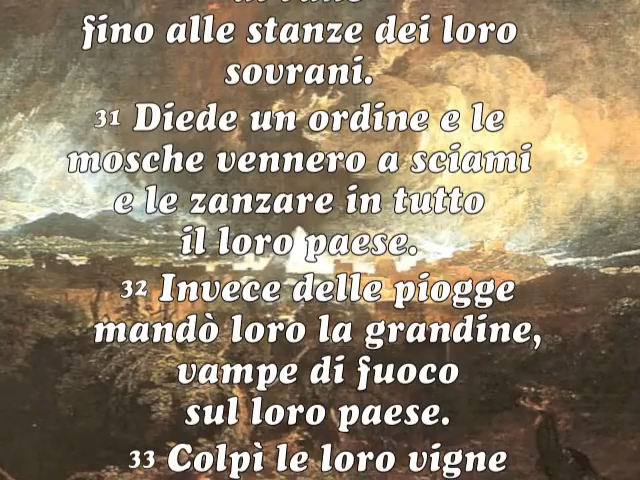 fino alle stanze dei loro
sovrani.
31 Diede un ordine e le
mosche vennero a sciami
e le zanzare in tutto
il loro paese.
32 Invece delle piogge
mandò loro la grandine,
vampe di fuoco
sul loro paese.
33 Colpì le loro vigne